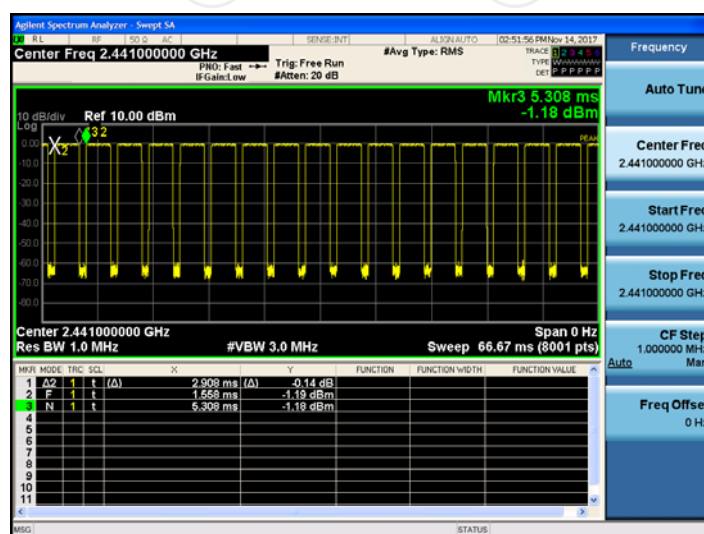 Agilent Spectrum Analyzer - Swept SA
RL RF 50 Ω AC SENSE:INT ALIGNAUTO 02:51:56 PM Nov 14, 2017
Center Freq 2.441000000 GHz
PNO: Fast
IFGain:Low
Trig: Free Run
#Atten: 20 dB
#Avg Type: RMS
TRACE 1 2 3 4 5 6
TYPE
DET P P P P P P
Mkr3 5.308 ms
-1.18 dBm
10 dB/div Ref 10.00 dBm
Log
0.00
-10.0
-20.0
-30.0
-40.0
-50.0
-60.0
-70.0
-80.0
X2
3 2
PEAK
Center 2.441000000 GHz Span 0 Hz
Res BW 1.0 MHz #VBW 3.0 MHz Sweep 66.67 ms (8001 pts)
MKR MODE TRC SCL X Y FUNCTION FUNCTION WIDTH FUNCTION VALUE
1 Δ2 1 t (Δ) 2.908 ms (Δ) -0.14 dB
2 F 1 t 1.558 ms -1.19 dBm
3 N 1 t 5.308 ms -1.18 dBm
4
5
6
7
8
9
10
11
MSG STATUS
Frequency
Auto Tune
Center Freq
2.441000000 GHz
Start Freq
2.441000000 GHz
Stop Freq
2.441000000 GHz
CF Step
1.000000 MHz
Auto Man
Freq Offset
0 Hz